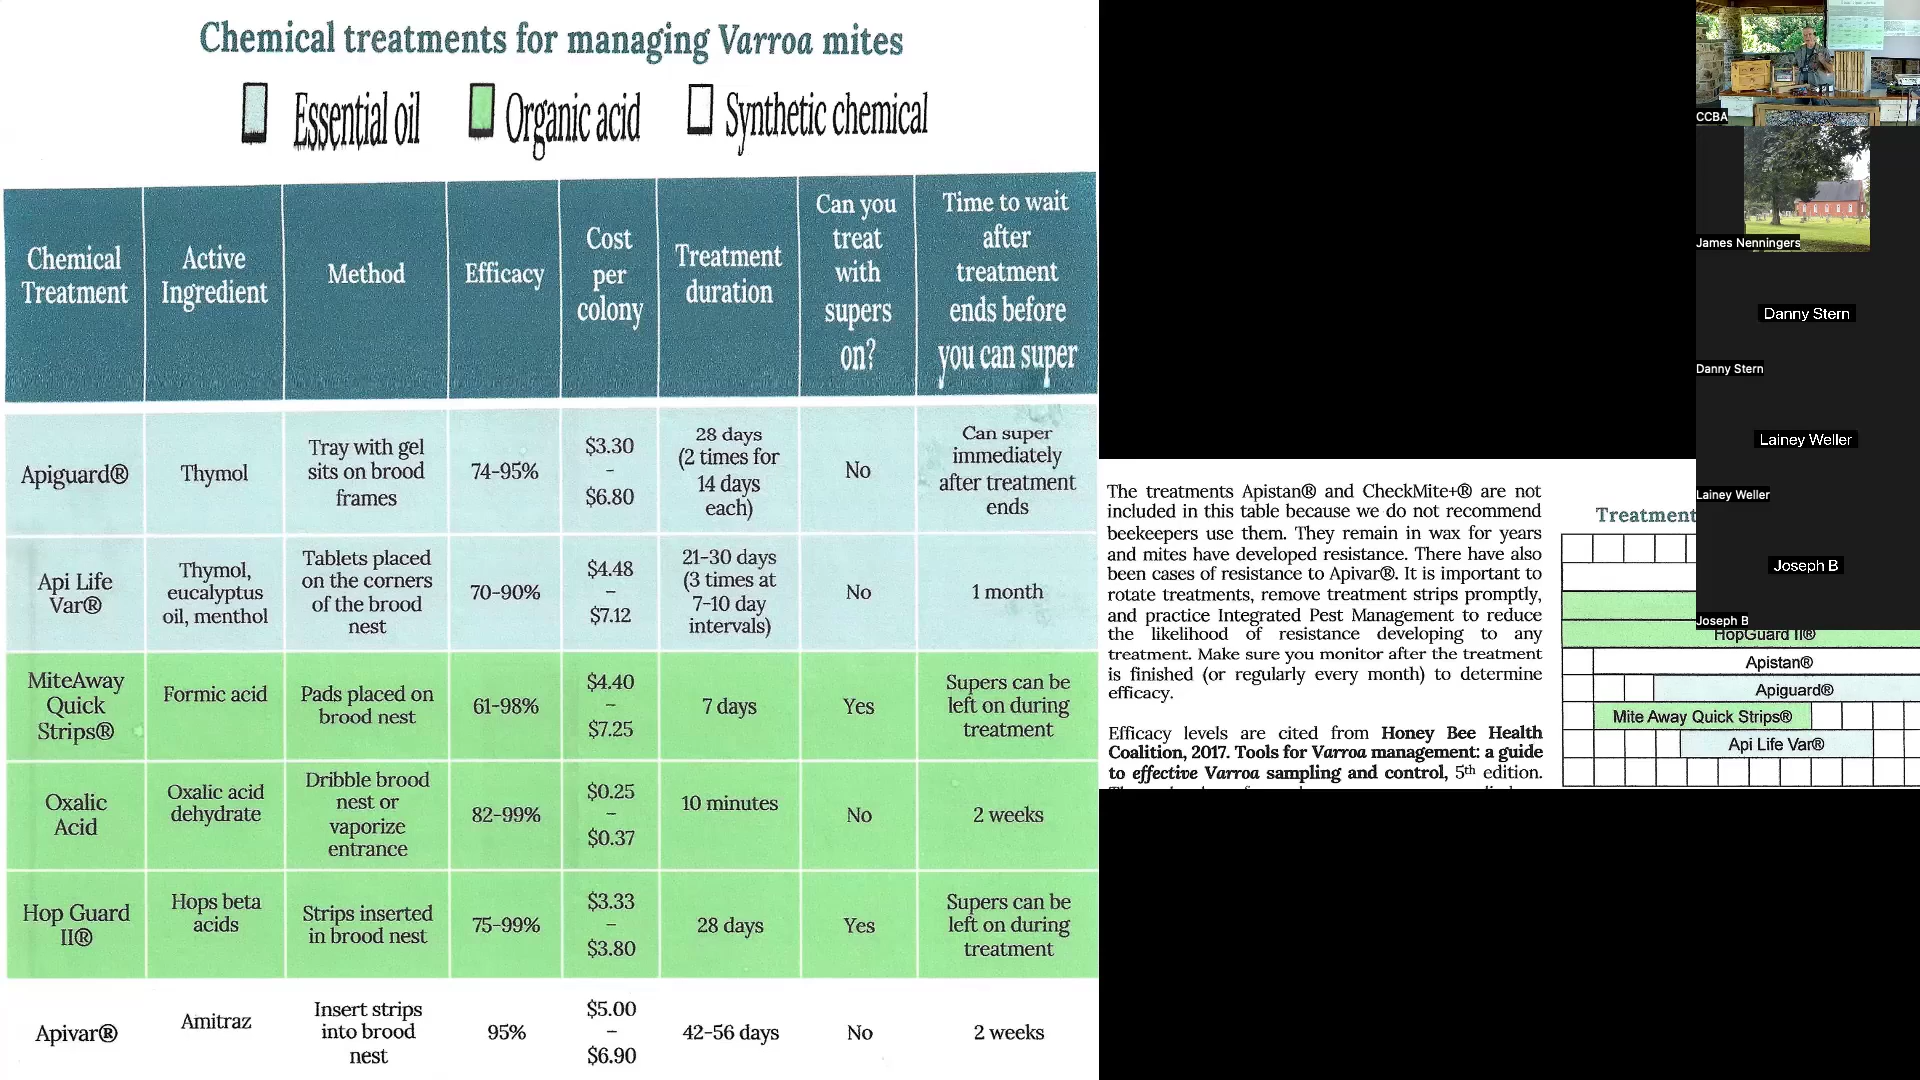 Chemical treatments for managing Varroa mites
Essential oil
Organic acid
Synthetic chemical
Chemical
Treatment
Active
Ingredient
Method
Efficacy
Cost
per
colony
Treatment
duration
Can you
treat
with
supers
on?
Time to wait
after
treatment
ends before
you can super
Apiguard®
Thymol
Tray with gel
sits on brood
frames
74-95%
$3.30
-
$6.80
28 days
(2 times for
14 days
each)
No
Can super
immediately
after treatment
ends
Api Life
Var®
Thymol,
eucalyptus
oil, menthol
Tablets placed
on the corners
of the brood
nest
70-90%
$4.48
-
$7.12
21-30 days
(3 times at
7-10 day
intervals)
No
1 month
MiteAway
Quick
Strips®
Formic acid
Pads placed on
brood nest
61-98%
$4.40
-
$7.25
7 days
Yes
Supers can be
left on during
treatment
Oxalic
Acid
Oxalic acid
dehydrate
Dribble brood
nest or
vaporize
entrance
82-99%
$0.25
-
$0.37
10 minutes
No
2 weeks
Hop Guard
II®
Hops beta
acids
Strips inserted
in brood nest
75-99%
$3.33
-
$3.80
28 days
Yes
Supers can be
left on during
treatment
Apivar®
Amitraz
Insert strips
into brood
nest
95%
$5.00
-
$6.90
42-56 days
No
2 weeks
The treatments Apistan® and CheckMite+® are not
included in this table because we do not recommend
beekeepers use them. They remain in wax for years
and mites have developed resistance. There have also
been cases of resistance to Apivar®. It is important to
rotate treatments, remove treatment strips promptly,
and practice Integrated Pest Management to reduce
the likelihood of resistance developing to any
treatment. Make sure you monitor after the treatment
is finished (or regularly every month) to determine
efficacy.
Efficacy levels are cited from Honey Bee Health
Coalition, 2017. Tools for Varroa management: a guide
to effective Varroa sampling and control, 5th edition.
Treatment
HopGuard II®
Apistan®
Apiguard®
Mite Away Quick Strips®
Api Life Var®
CCBA
James Nenningers
Danny Stern
Danny Stern
Lainey Weller
Lainey Weller
Joseph B
Joseph B